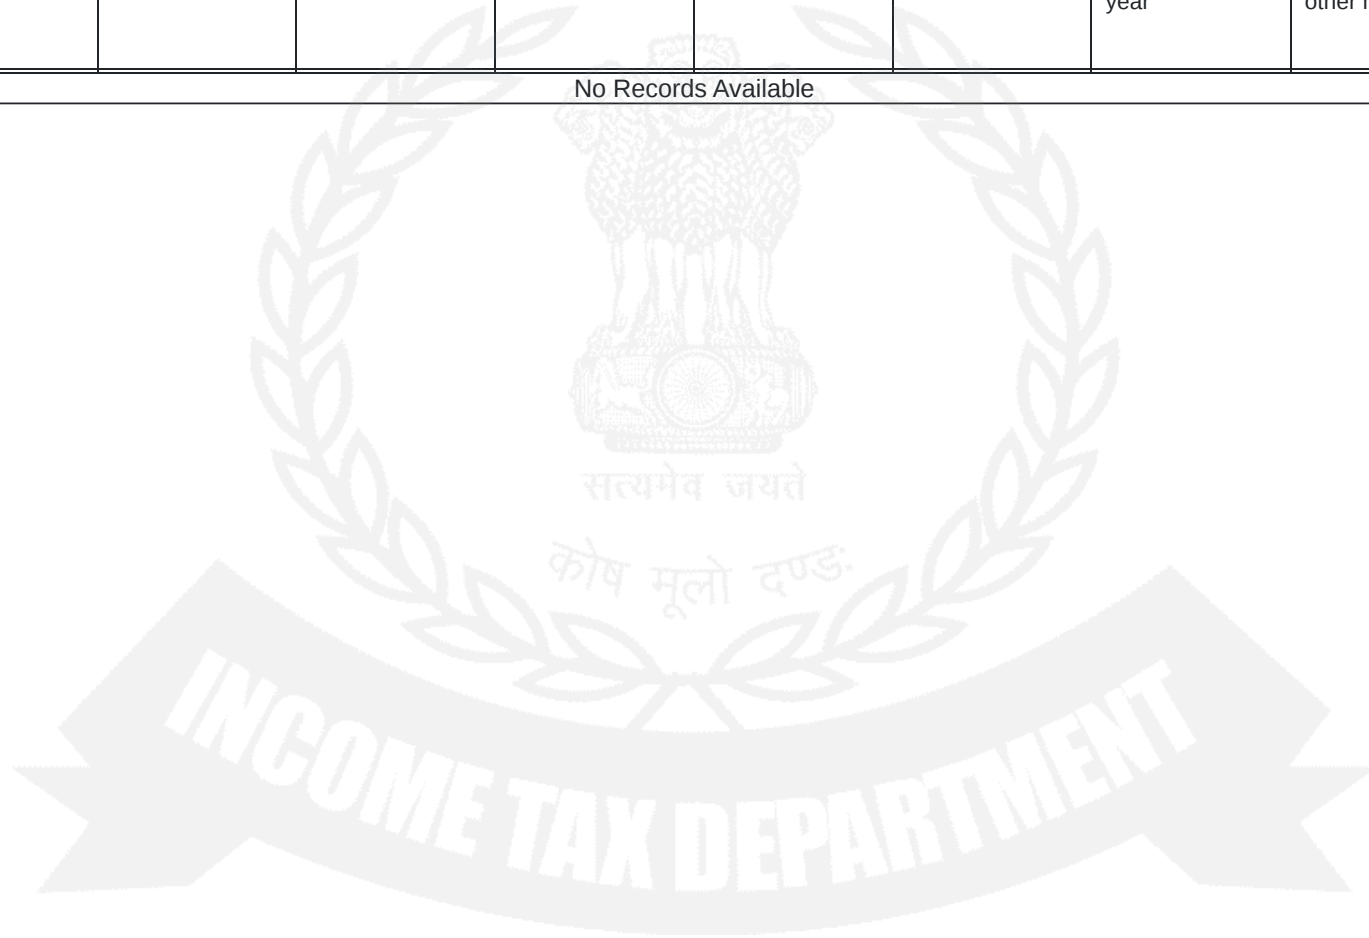 year
other
No Records Available
सत्यमेव जयते
कोष मूलो दण्डः
INCOME TAX DEPARTMENT